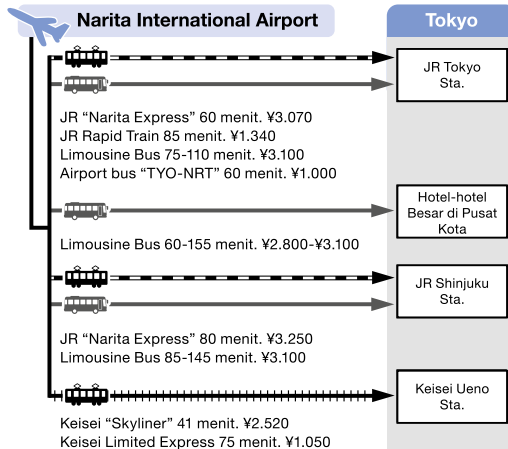 Narita International Airport
Tokyo
JR Tokyo
Sta.
JR “Narita Express” 60 menit. ¥3.070
JR Rapid Train 85 menit. ¥1.340
Limousine Bus 75-110 menit. ¥3.100
Airport bus “TYO-NRT” 60 menit. ¥1.000
Hotel-hotel
Besar di Pusat
Kota
Limousine Bus 60-155 menit. ¥2.800-¥3.100
JR Shinjuku
Sta.
JR “Narita Express” 80 menit. ¥3.250
Limousine Bus 85-145 menit. ¥3.100
Keisei Ueno
Sta.
Keisei “Skyliner” 41 menit. ¥2.520
Keisei Limited Express 75 menit. ¥1.050